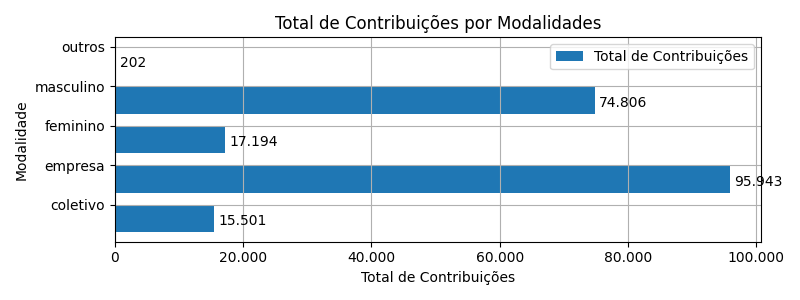 Total de Contribuições por Modalidades
Total de Contribuições
Modalidade
outros
202
masculino
74.806
feminino
17.194
empresa
95.943
coletivo
15.501
0
20.000
40.000
60.000
80.000
100.000
Total de Contribuições